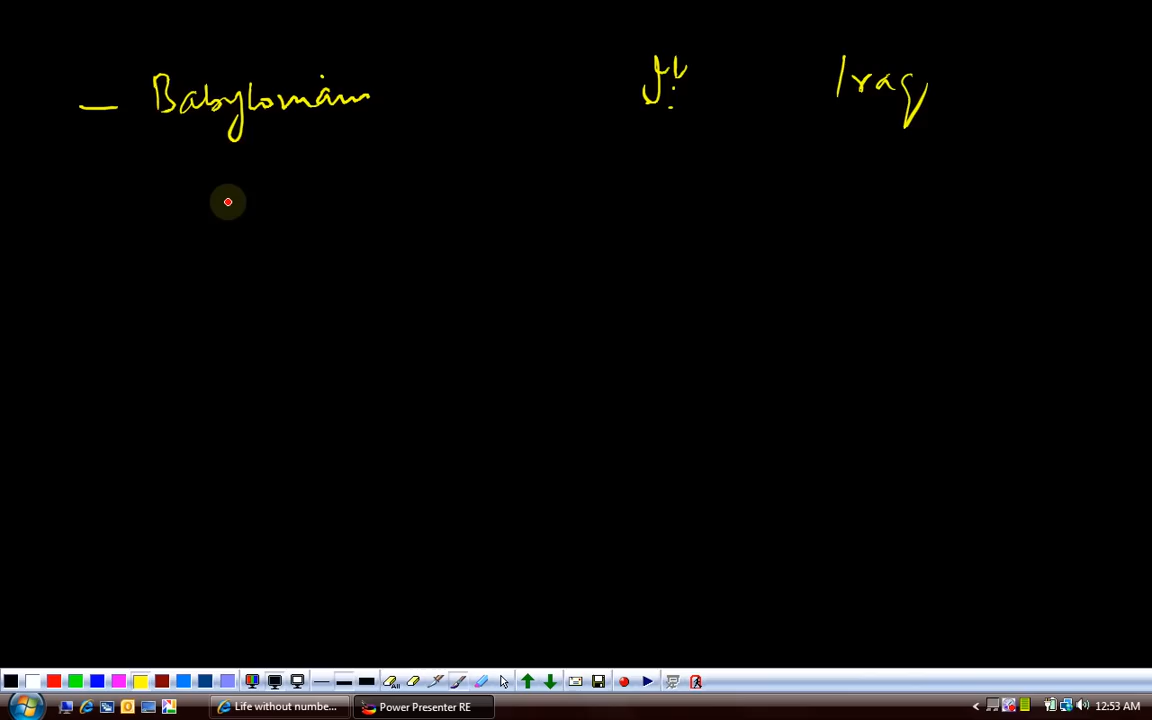 — Babylonian Iraq
Life without numbe... Power Presenter RE 12:53 AM